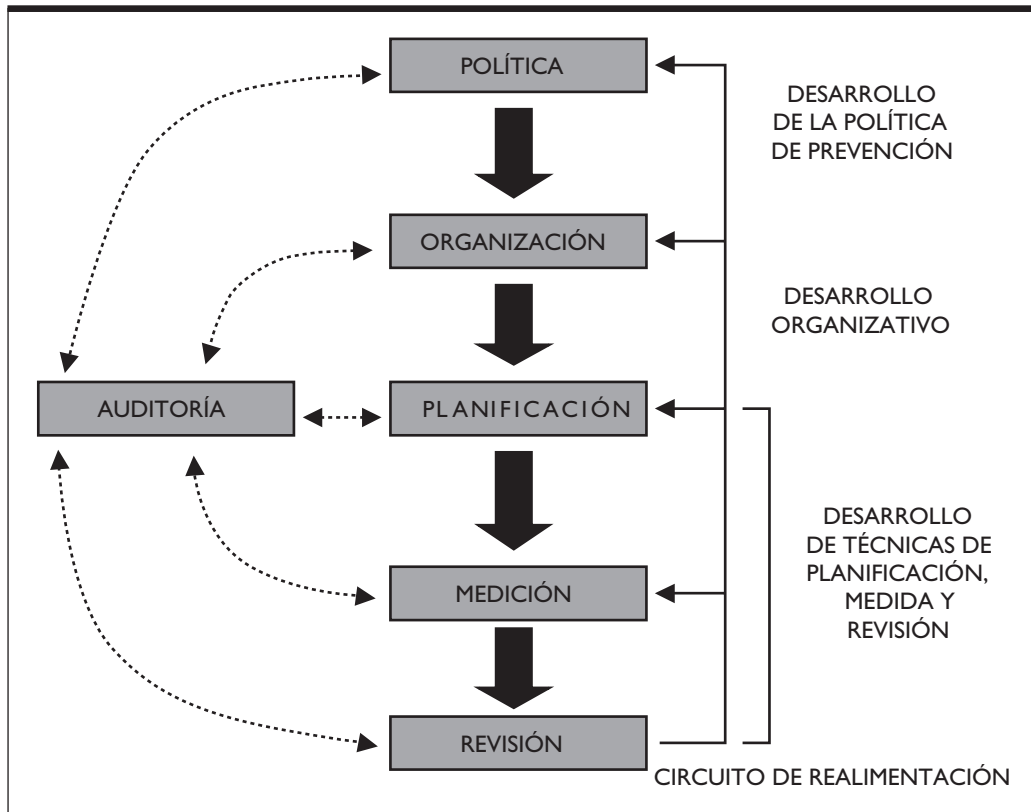 POLÍTICA
DESARROLLO
DE LA POLÍTICA
DE PREVENCIÓN
ORGANIZACIÓN
DESARROLLO
ORGANIZATIVO
AUDITORÍA
PLANIFICACIÓN
DESARROLLO
DE TÉCNICAS DE
PLANIFICACIÓN,
MEDIDA Y
REVISIÓN
MEDICIÓN
REVISIÓN
CIRCUITO DE REALIMENTACIÓN